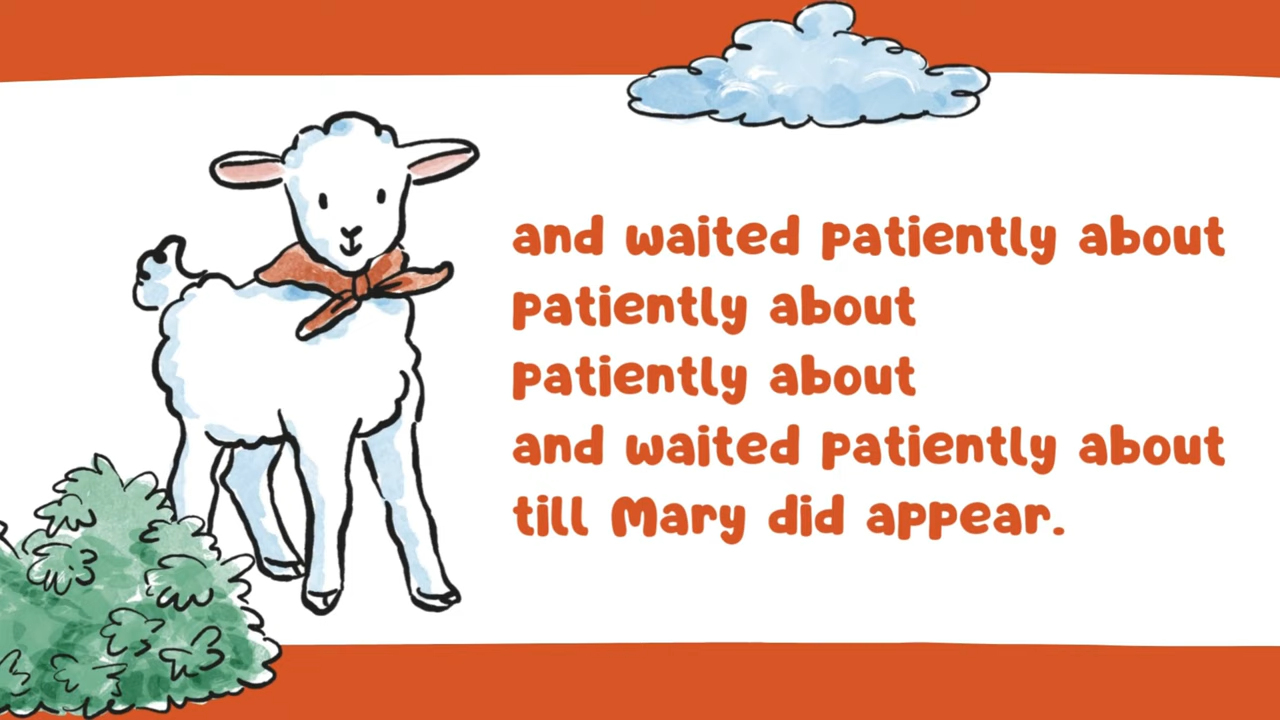 and waited patiently about
patiently about
patiently about
and waited patiently about
till Mary did appear.